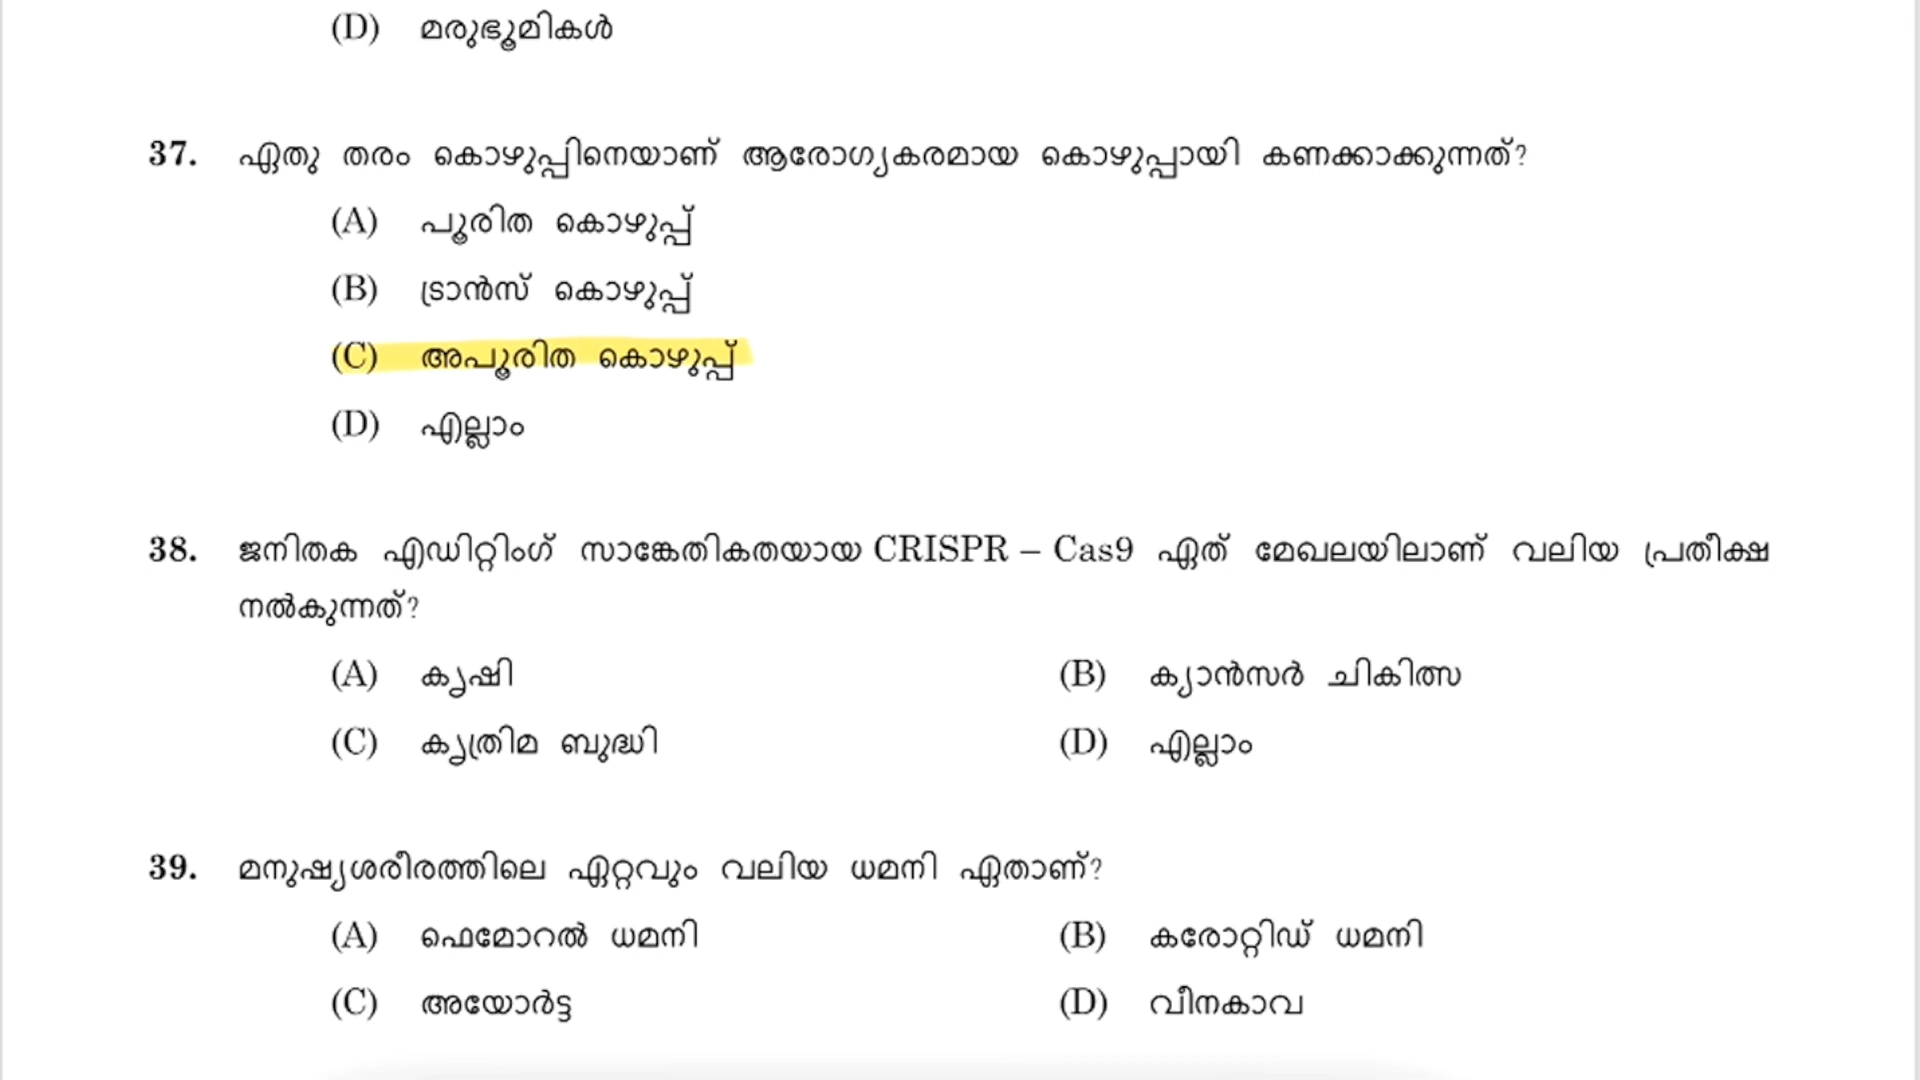 (D) മരുഭൂമികൾ
37. ഏതു തരം കൊഴുപ്പിനെയാണ് ആരോഗ്യകരമായ കൊഴുപ്പായി കണക്കാക്കുന്നത്?
(A) പൂരിത കൊഴുപ്പ്
(B) ട്രാൻസ് കൊഴുപ്പ്
(C) അപൂരിത കൊഴുപ്പ്
(D) എല്ലാം
38. ജനിതക എഡിറ്റിംഗ് സാങ്കേതികതയായ CRISPR – Cas9 ഏത് മേഖലയിലാണ് വലിയ പ്രതീക്ഷ
നൽകുന്നത്?
(A) കൃഷി (B) ക്യാൻസർ ചികിത്സ
(C) കൃത്രിമ ബുദ്ധി (D) എല്ലാം
39. മനുഷ്യശരീരത്തിലെ ഏറ്റവും വലിയ ധമനി ഏതാണ്?
(A) ഫെമോറൽ ധമനി (B) കരോറ്റിഡ് ധമനി
(C) അയോർട്ട (D) വീനകാവ